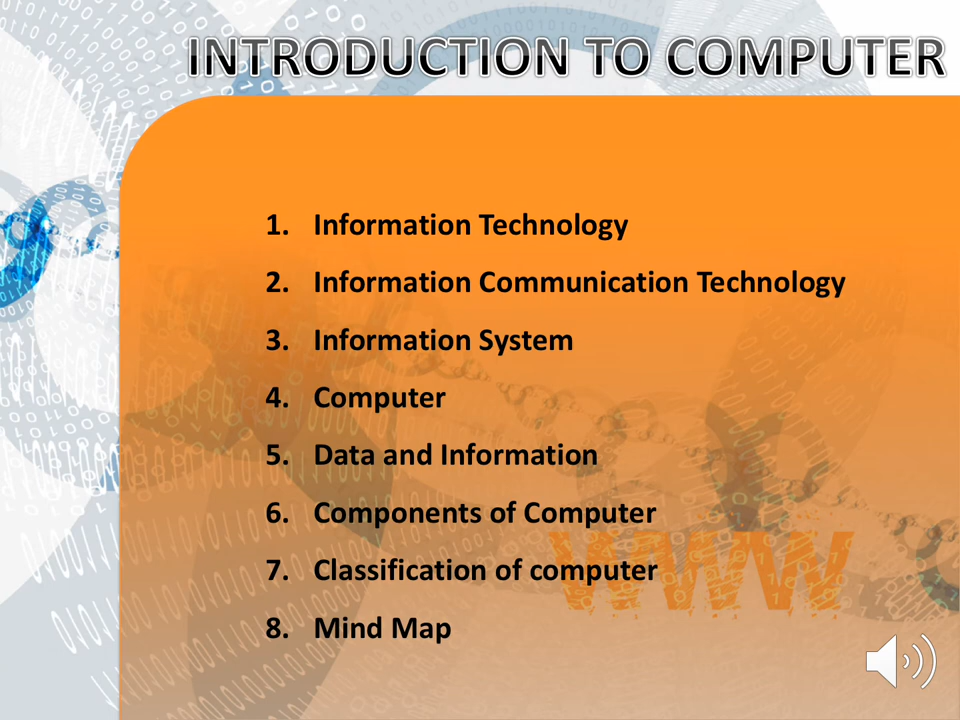 INTRODUCTION TO COMPUTER
1. Information Technology
2. Information Communication Technology
3. Information System
4. Computer
5. Data and Information
6. Components of Computer
7. Classification of computer
8. Mind Map
www